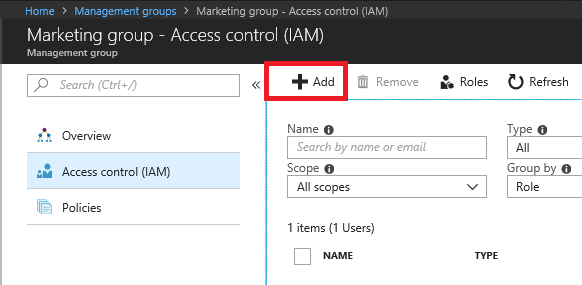 Home > Management groups > Marketing group - Access control (IAM)
Marketing group - Access control (IAM)
Management group
Search (Ctrl+/)
«
Add
Remove
Roles
Refresh
Overview
Access control (IAM)
Policies
Name
Search by name or email
Type
All
Scope
All scopes
Group by
Role
1 items (1 Users)
NAME
TYPE